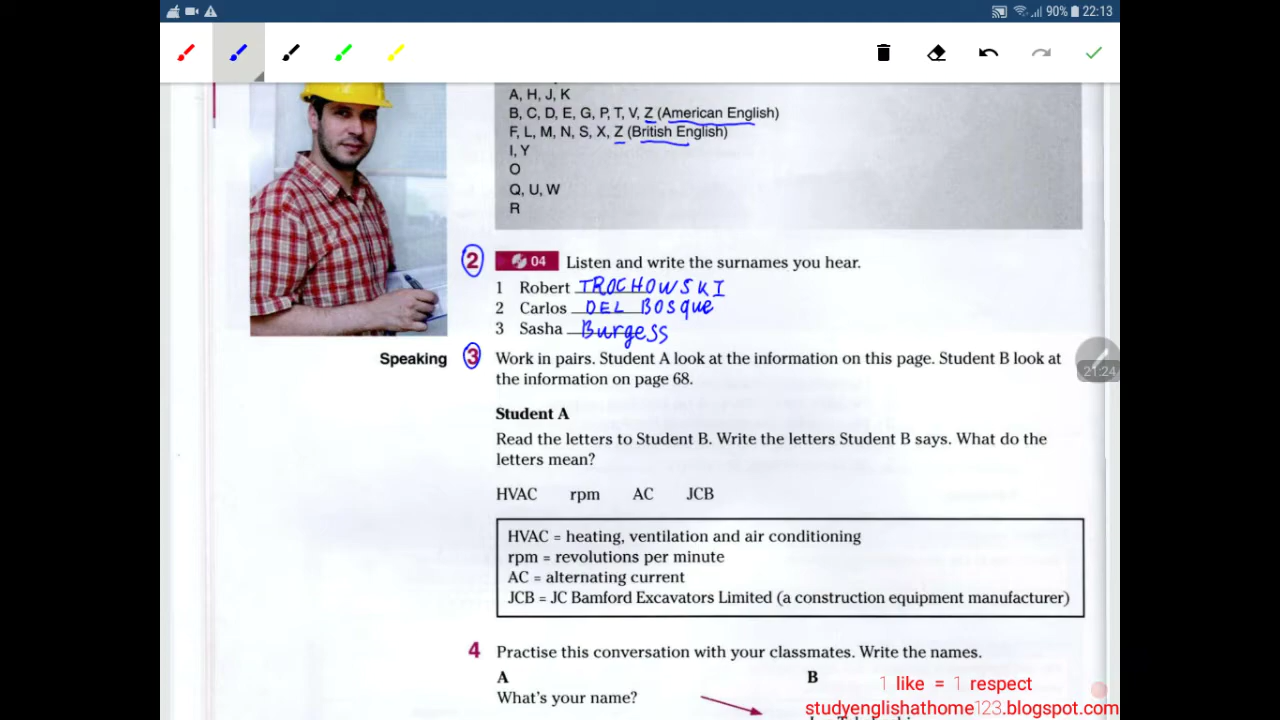 90% 22:13
A, H, J, K
B, C, D, E, G, P, T, V, Z (American English)
F, L, M, N, S, X, Z (British English)
I, Y
O
Q, U, W
R
2 04 Listen and write the surnames you hear.
1 Robert TROCHOWSKI
2 Carlos DEL BOSque
3 Sasha Burgess
Speaking 3 Work in pairs. Student A look at the information on this page. Student B look at
the information on page 68.
21:24
Student A
Read the letters to Student B. Write the letters Student B says. What do the
letters mean?
HVAC rpm AC JCB
HVAC = heating, ventilation and air conditioning
rpm = revolutions per minute
AC = alternating current
JCB = JC Bamford Excavators Limited (a construction equipment manufacturer)
4 Practise this conversation with your classmates. Write the names.
A B
What's your name?
1 like = 1 respect
studyenglishathome123.blogspot.com